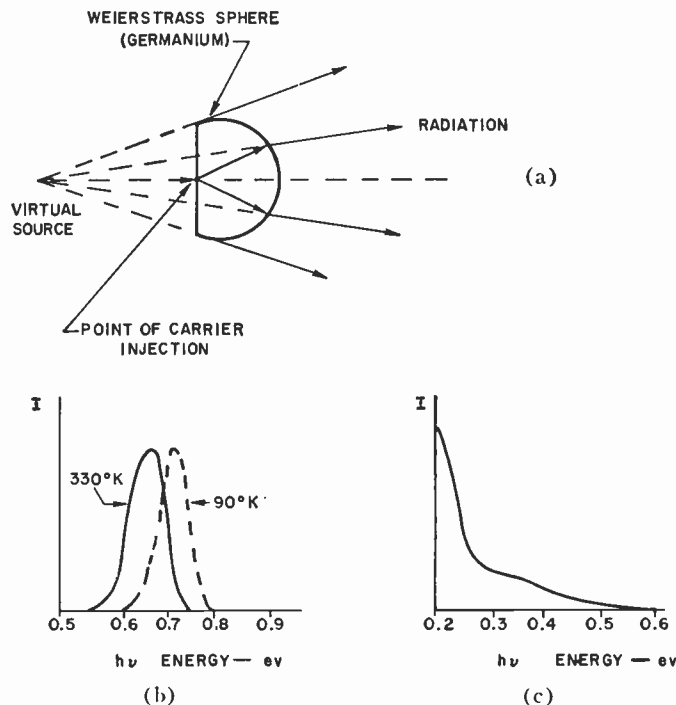 WEIERSTRASS SPHERE
(GERMANIUM)
RADIATION
(a)
VIRTUAL
SOURCE
POINT OF CARRIER
INJECTION
I
330°K
90°K
0.5 0.6 0.7 0.8 0.9
hν ENERGY — ev
(b)
I
0.2 0.3 0.4 0.5 0.6
hν ENERGY — ev
(c)